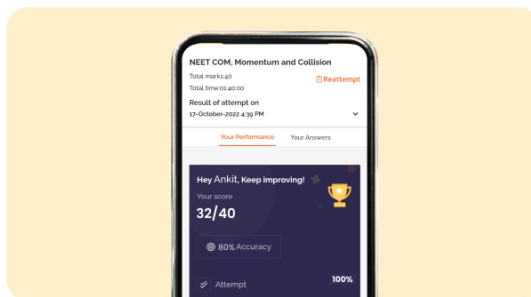 NEET COM, Momentum and Collision
Total marks:40
Reattempt
Total time:01:40:00
Result of attempt on
17-October-2022 4:39 PM
Your Performance Your Answers
Hey Ankit, Keep improving!
Your score
32/40
80% Accuracy
Attempt 100%